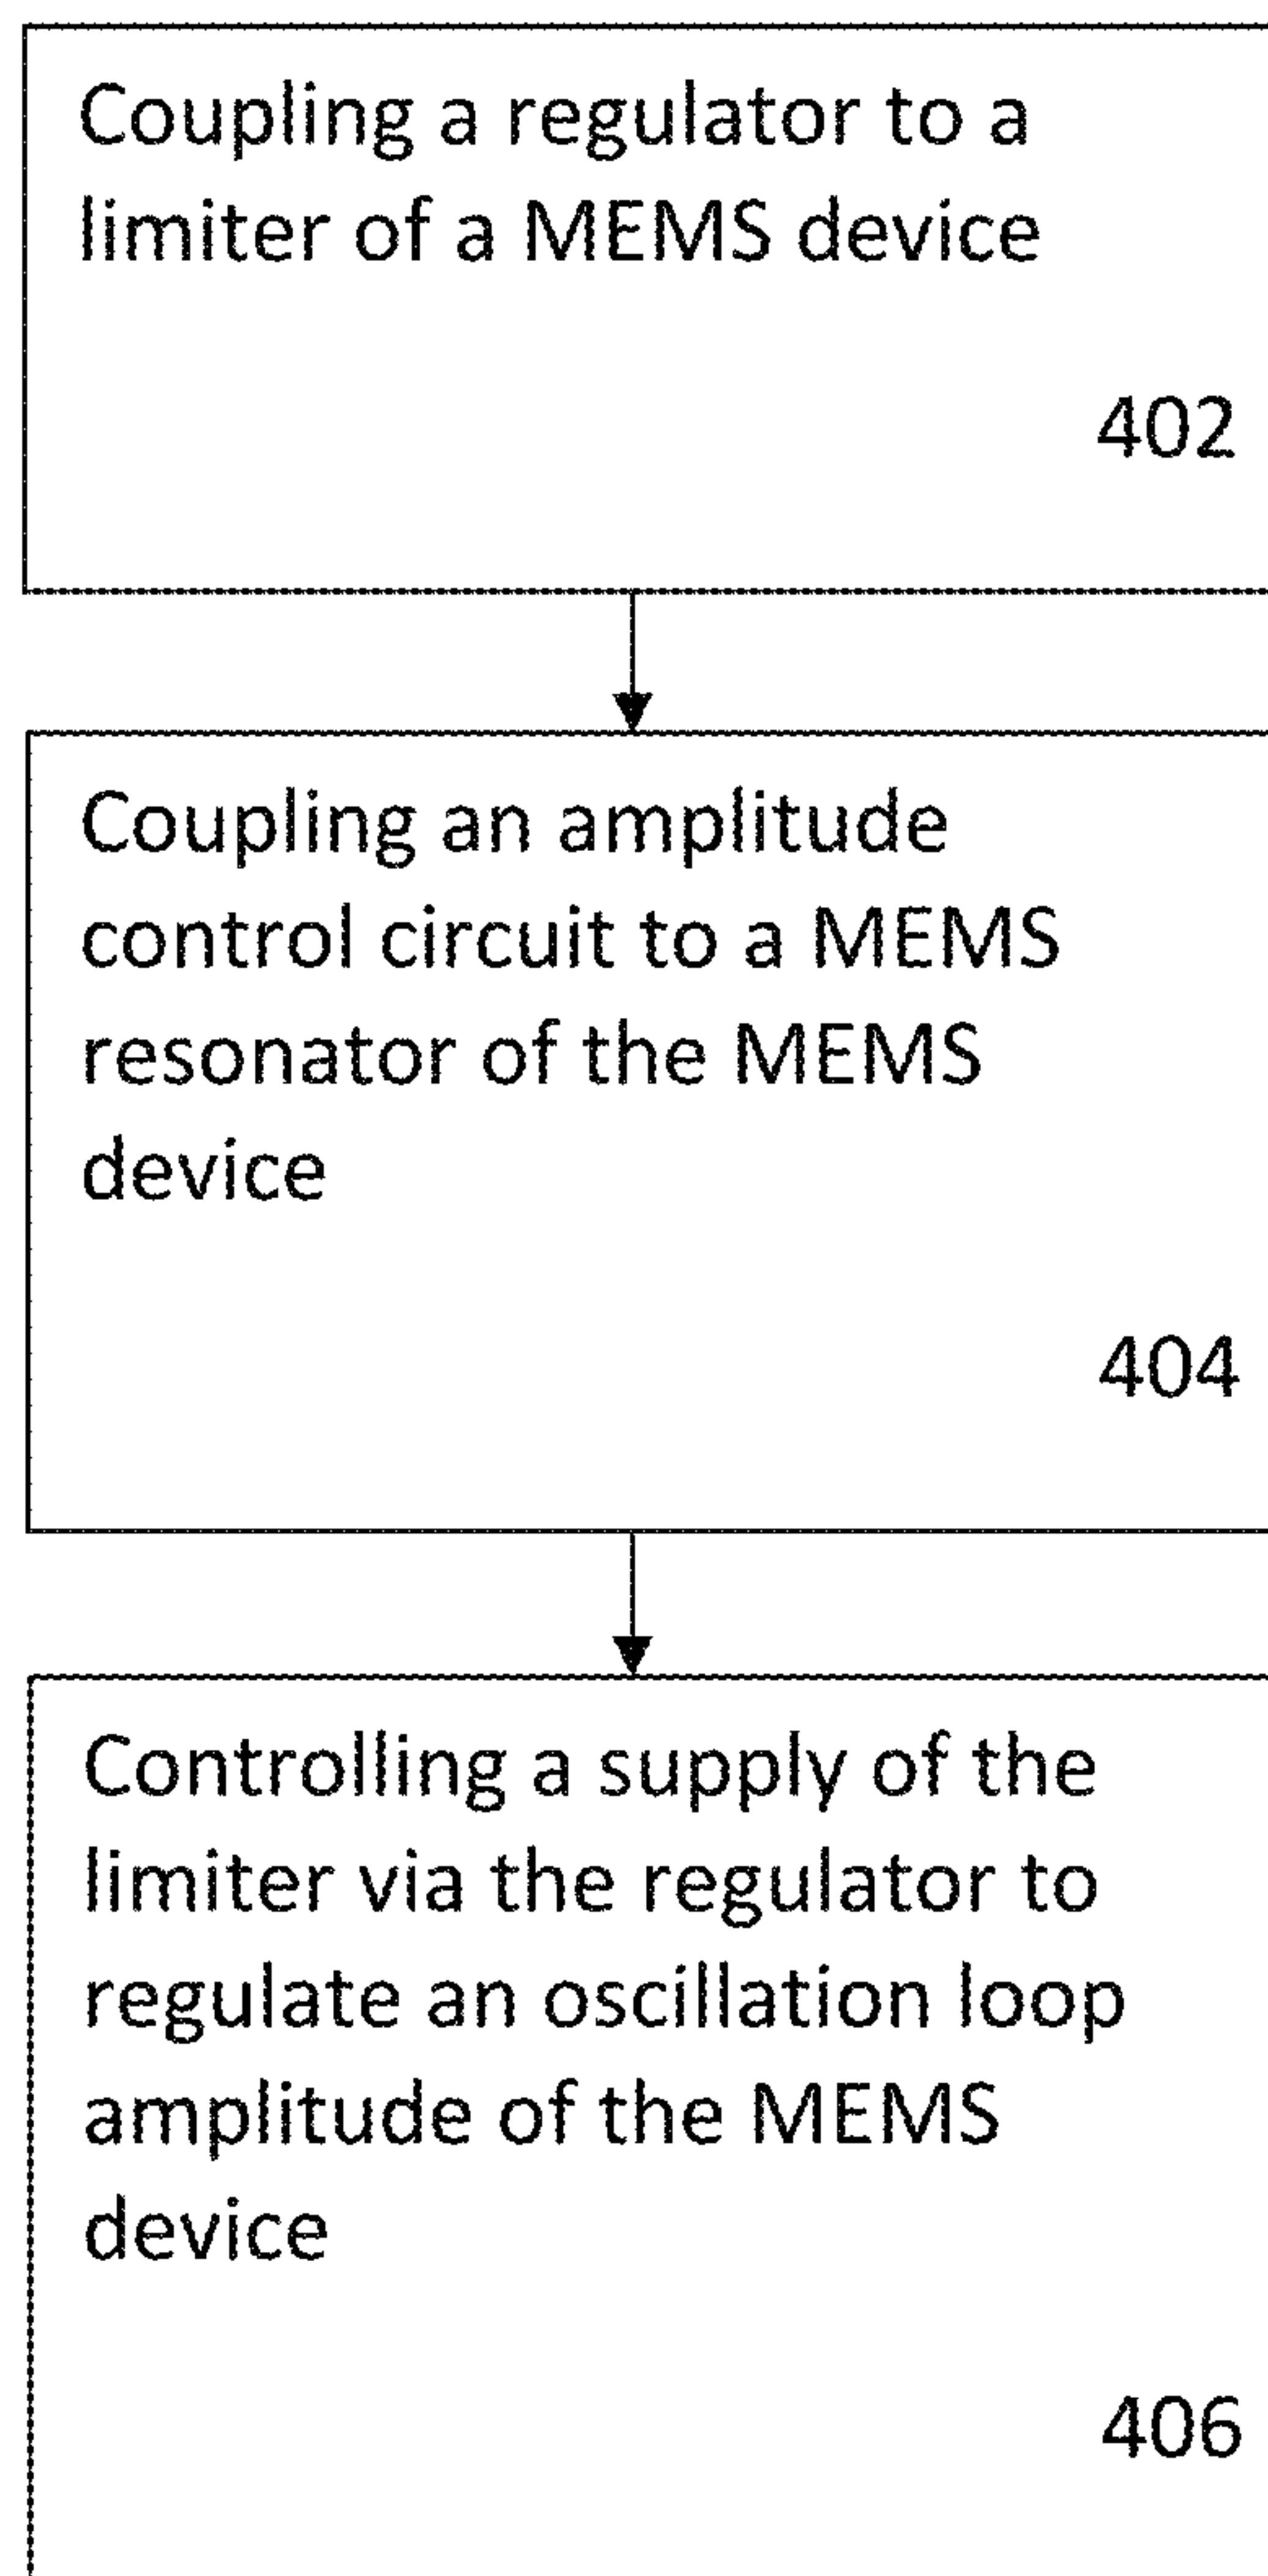 Coupling a regulator to a
limiter of a MEMS device
402
Coupling an amplitude
control circuit to a MEMS
resonator of the MEMS
device
404
Controlling a supply of the
limiter via the regulator to
regulate an oscillation loop
amplitude of the MEMS
device
406